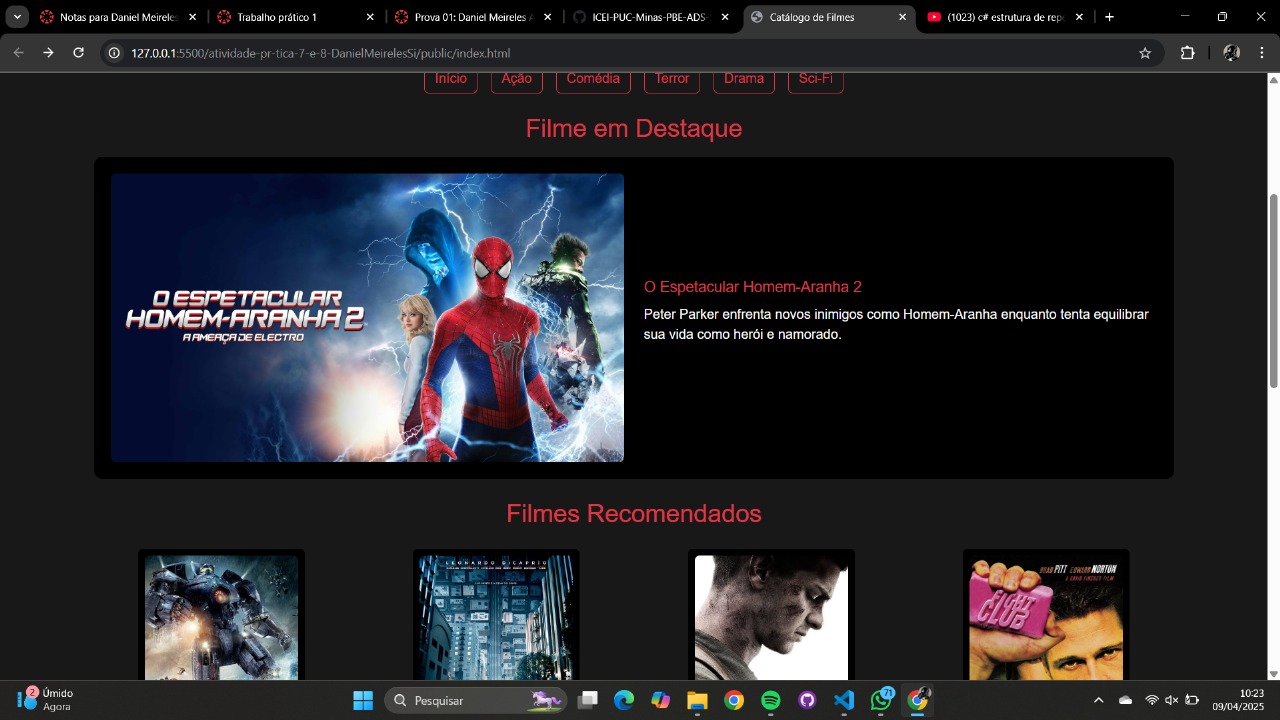 Notas para Daniel Meireles
Trabalho prático 1
Prova 01: Daniel Meireles A
ICEI-PUC-Minas-PBE-ADS-
Catálogo de Filmes
(1023) c# estrutura de repe
127.0.0.1:5500/atividade-pr-tica-7-e-8-DanielMeirelesSi/public/index.html
Início
Ação
Comédia
Terror
Drama
Sci-Fi
Filme em Destaque
O ESPETACULAR
HOMEM-ARANHA 2
A AMEAÇA DE ELECTRO
O Espetacular Homem-Aranha 2
Peter Parker enfrenta novos inimigos como Homem-Aranha enquanto tenta equilibrar
sua vida como herói e namorado.
Filmes Recomendados
LEONARDO DICAPRIO
BRAD PITT EDWARD NORTON
A DAVID FINCHER FILM
FIGHT
CLUB
2
Úmido
Agora
Pesquisar
71
10:23
09/04/2025